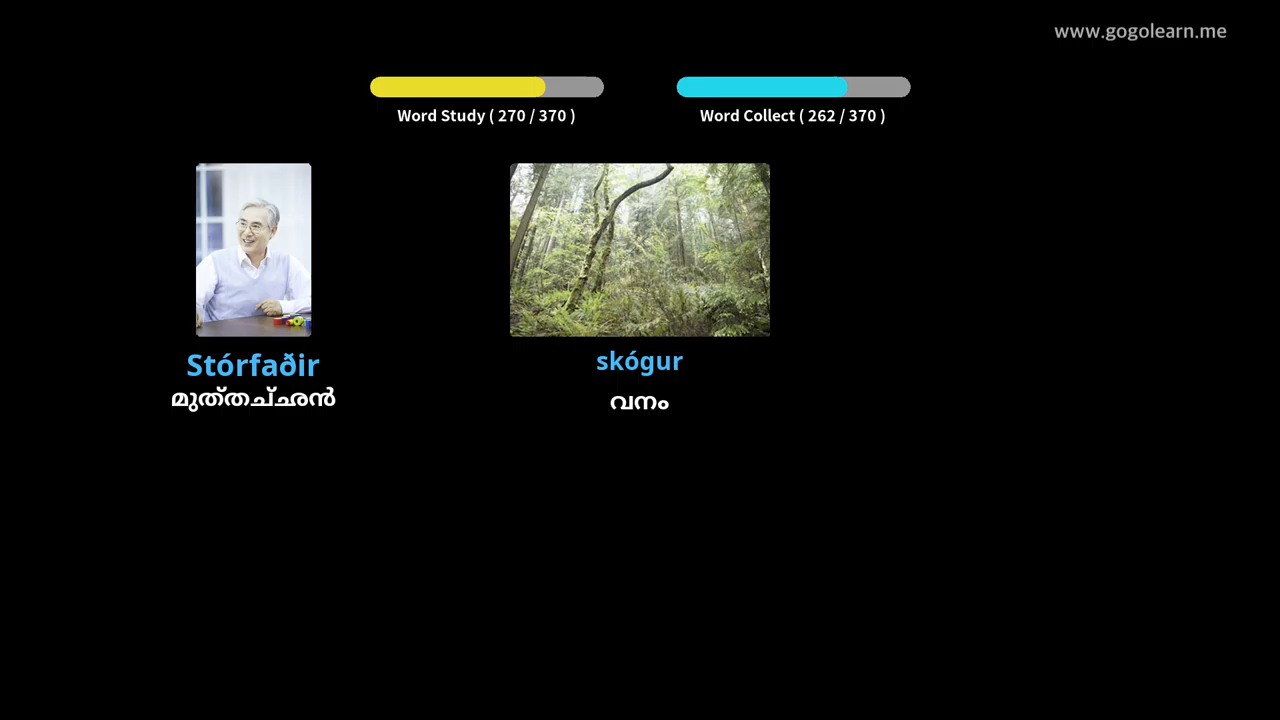 www.gogolearn.me
Word Study ( 270 / 370 )
Word Collect ( 262 / 370 )
Stórfaðir
മുത്തച്ഛൻ
skógur
വനം